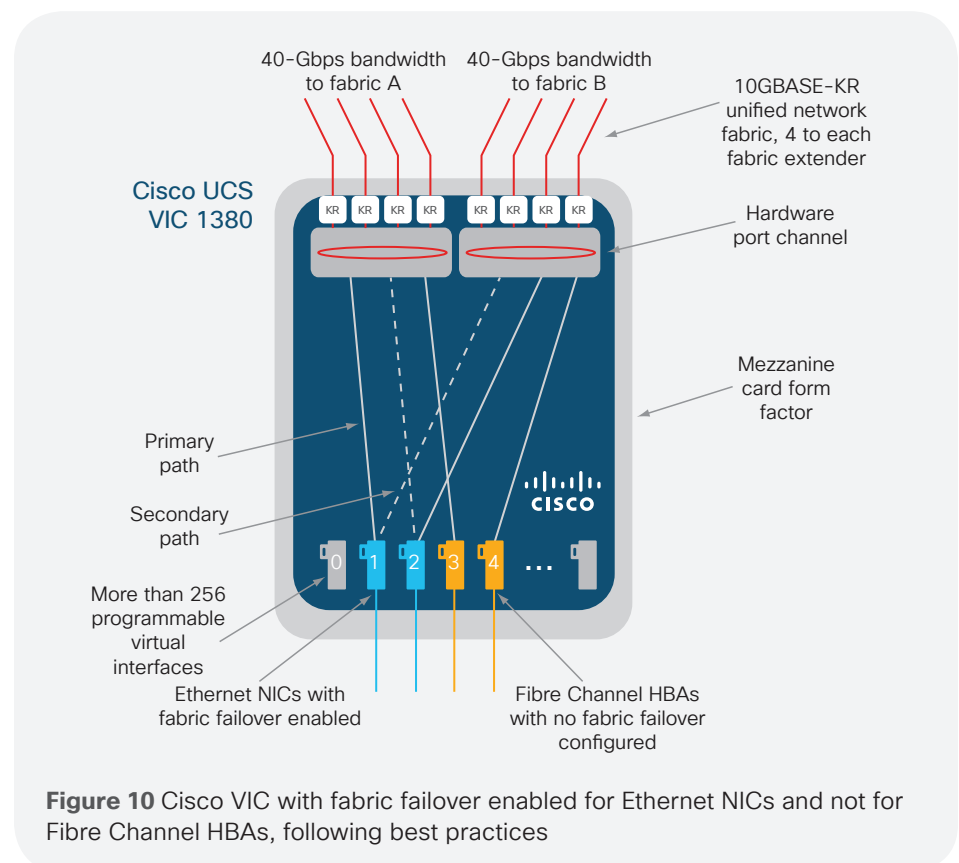 40-Gbps bandwidth
to fabric A
40-Gbps bandwidth
to fabric B
10GBASE-KR
unified network
fabric, 4 to each
fabric extender
Cisco UCS
VIC 1380
KR KR KR KR KR KR KR KR
Hardware
port channel
Mezzanine
card form
factor
Primary
path
CISCO
Secondary
path
0 1 2 3 4 ...
More than 256
programmable
virtual
interfaces
Ethernet NICs with
fabric failover enabled
Fibre Channel HBAs
with no fabric failover
configured
Figure 10 Cisco VIC with fabric failover enabled for Ethernet NICs and not for
Fibre Channel HBAs, following best practices